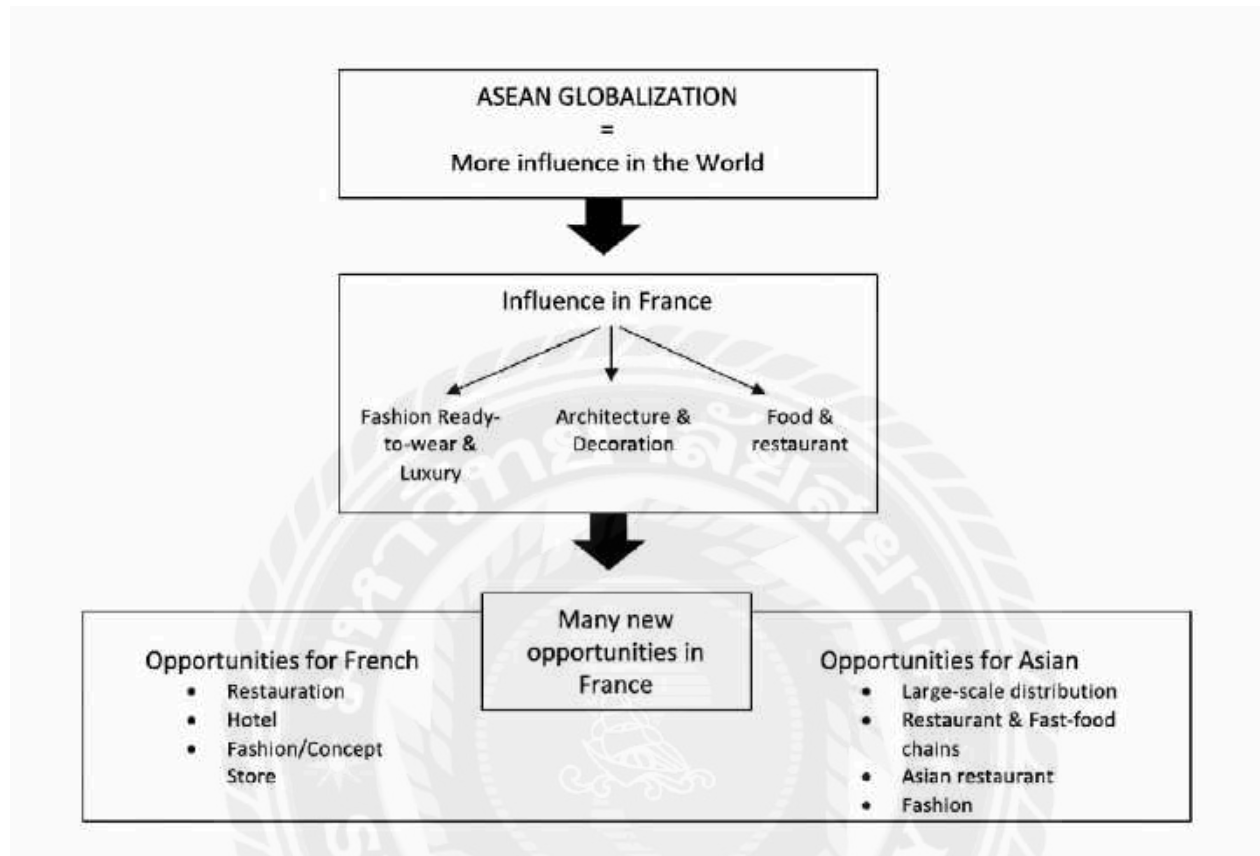 ASEAN GLOBALIZATION
=
More influence in the World
Influence in France
Fashion Ready-
to-wear &
Luxury
Architecture &
Decoration
Food &
restaurant
Many new
opportunities in
France
Opportunities for French
• Restauration
• Hotel
• Fashion/Concept
Store
Opportunities for Asian
• Large-scale distribution
• Restaurant & Fast-food
chains
• Asian restaurant
• Fashion